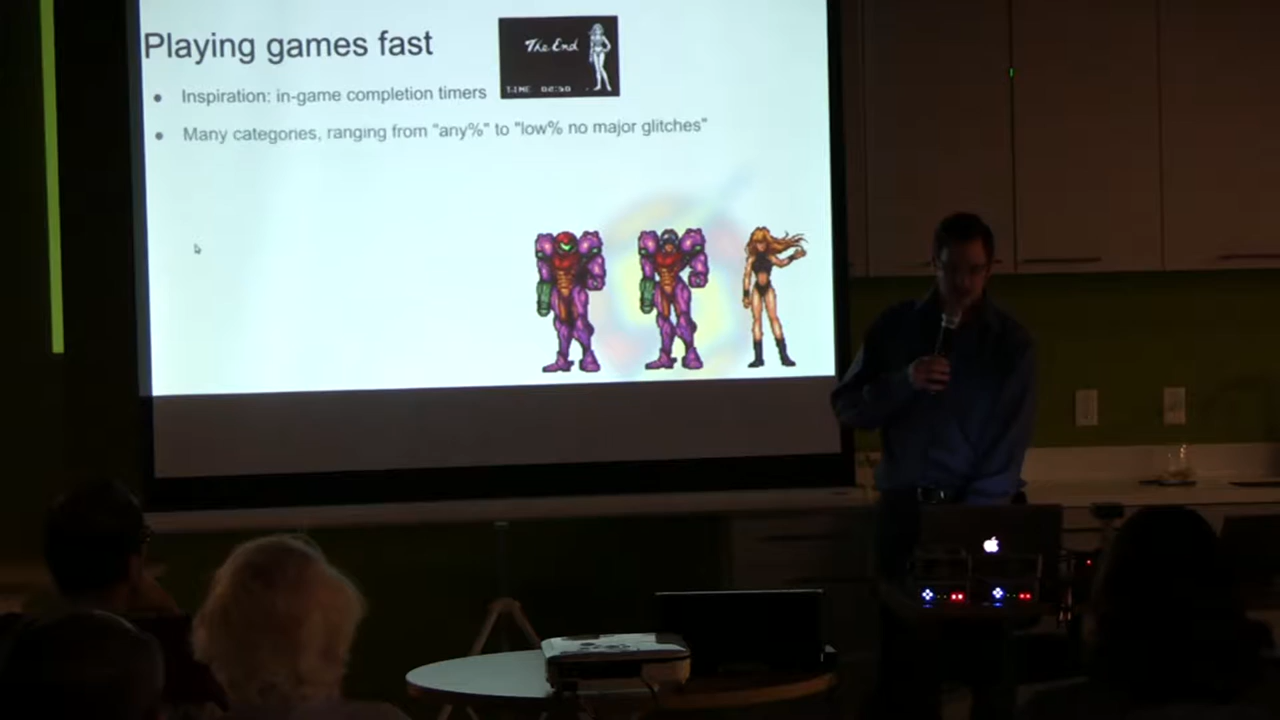 Playing games fast
The End
TIME 02:50
Inspiration: in-game completion timers
Many categories, ranging from "any%" to "low% no major glitches"